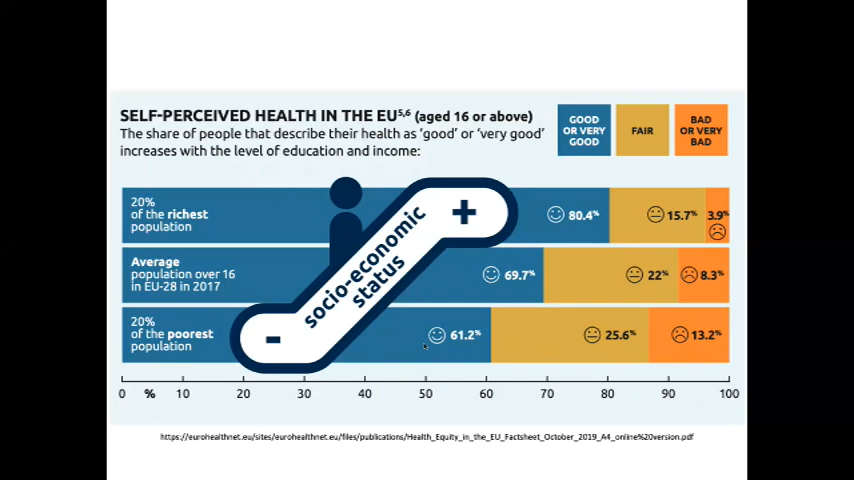 SELF-PERCEIVED HEALTH IN THE EU5,6 (aged 16 or above)
The share of people that describe their health as ‘good’ or ‘very good’
increases with the level of education and income:
GOOD
OR VERY
GOOD
FAIR
BAD
OR VERY
BAD
20%
of the richest
population
80.4%
15.7%
3.9%
Average
population over 16
in EU-28 in 2017
69.7%
22%
8.3%
20%
of the poorest
population
61.2%
25.6%
13.2%
+
socio-economic
status
-
0 % 10 20 30 40 50 60 70 80 90 100
https://eurohealthnet.eu/sites/eurohealthnet.eu/files/publications/Health_Equity_in_the_EU_Factsheet_October_2019_A4_online%20version.pdf